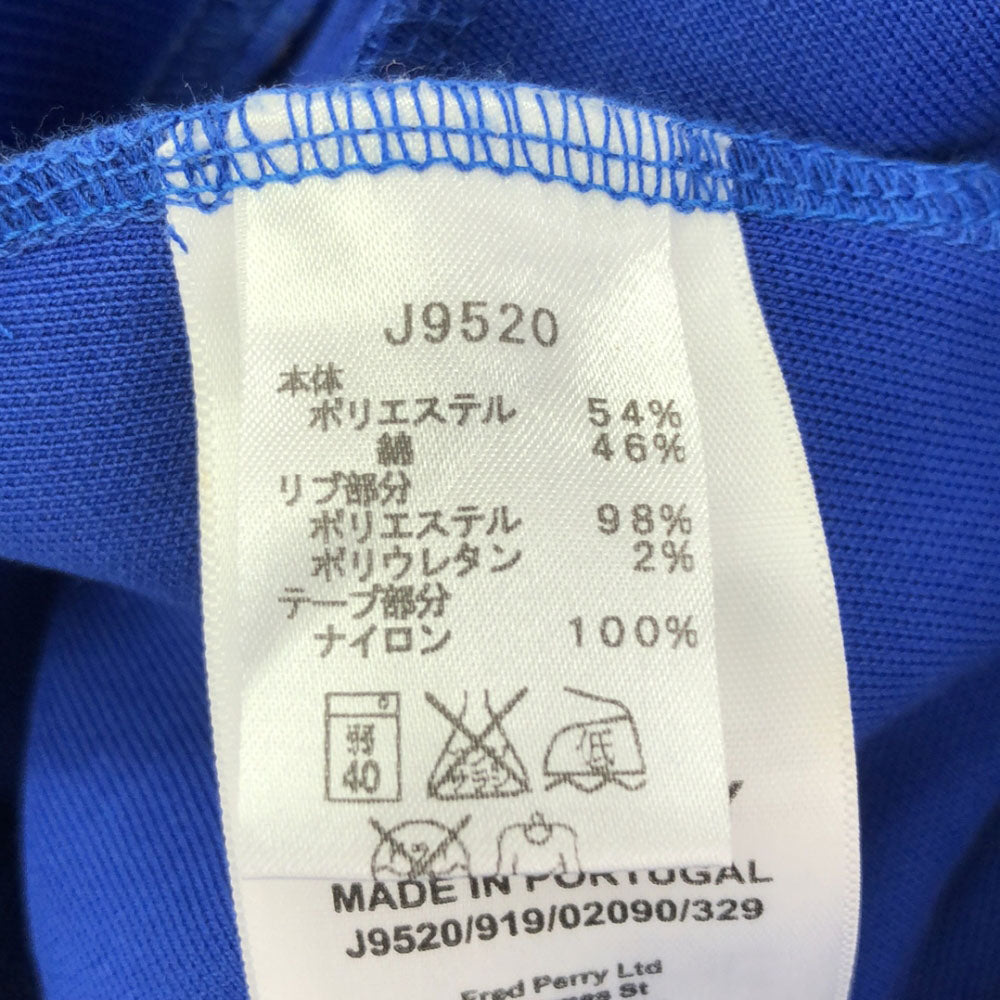 J9520
本体
ポリエステル 54%
綿 46%
リブ部分
ポリエステル 98%
ポリウレタン 2%
テープ部分
ナイロン 100%
弱
40
低
MADE IN PORTUGAL
J9520/919/02090/329
Fred Perry Ltd
St